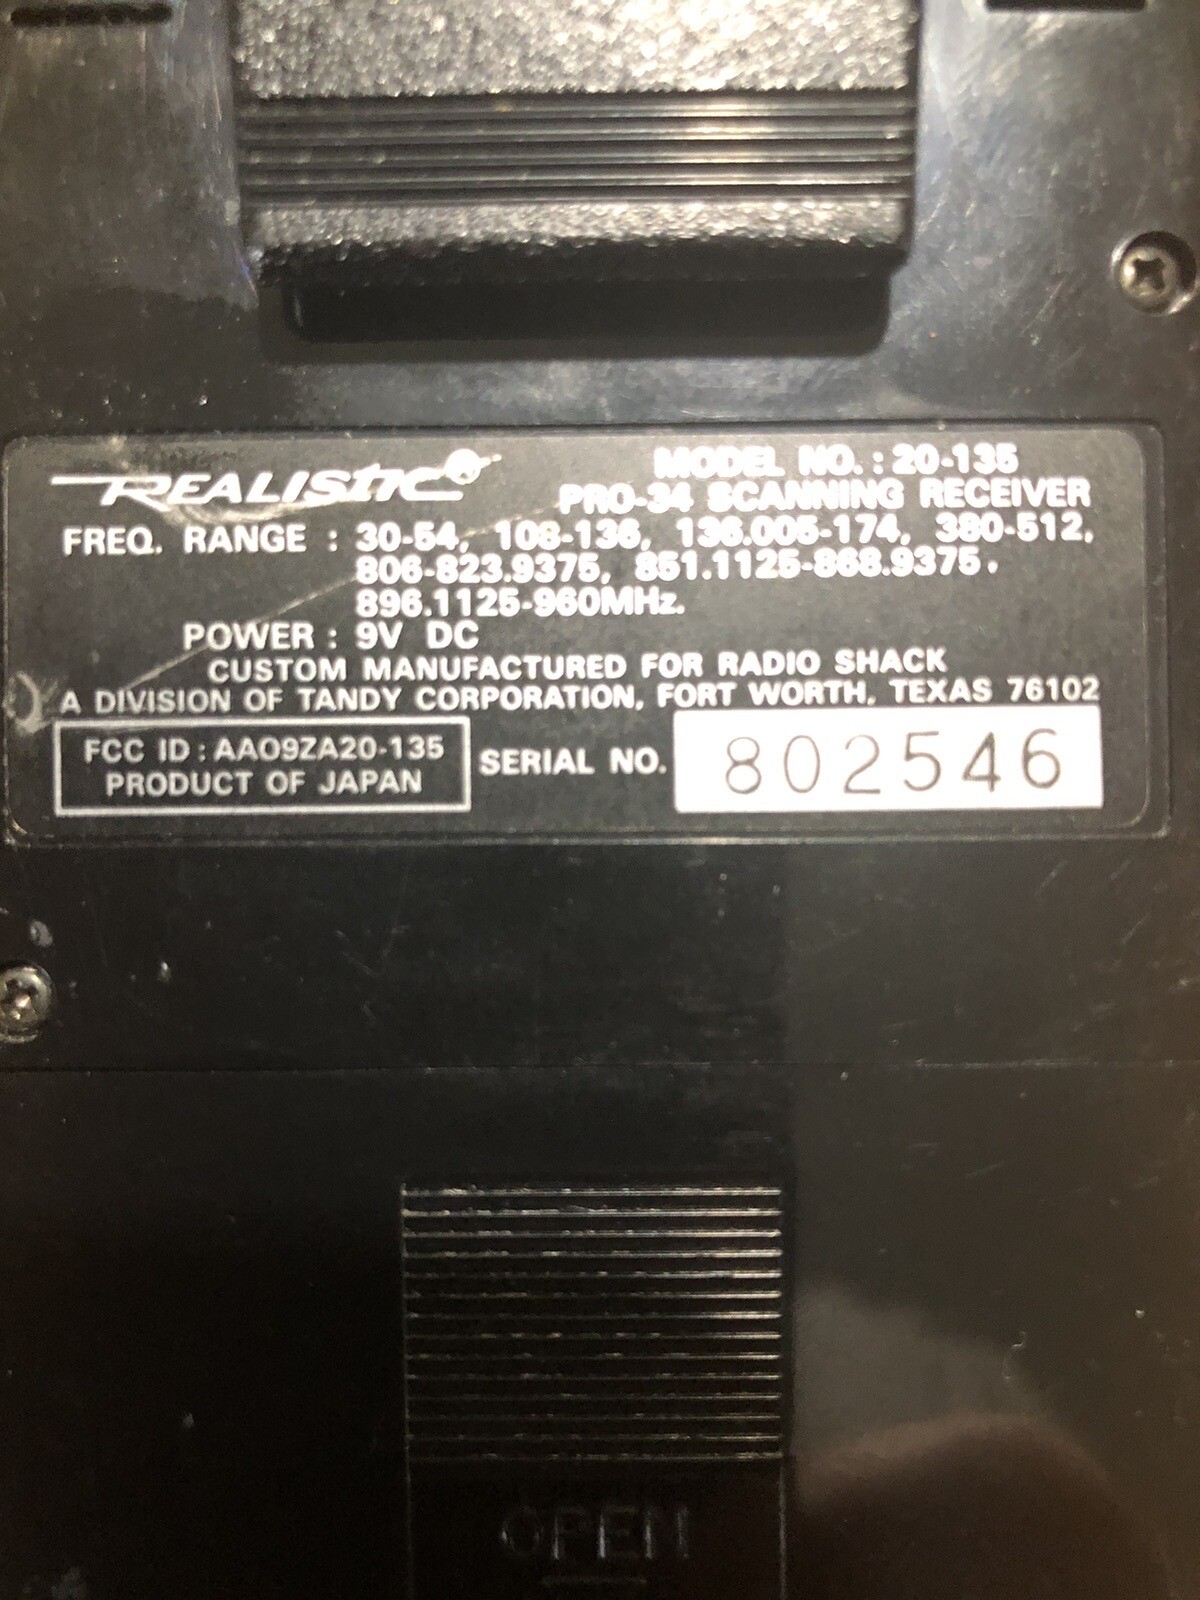 REALISTIC
MODEL NO. : 20-135
PRO-34 SCANNING RECEIVER
FREQ. RANGE : 30-54, 108-136, 136.005-174, 380-512,
806-823.9375, 851.1125-868.9375,
896.1125-960MHz.
POWER : 9V DC
CUSTOM MANUFACTURED FOR RADIO SHACK
A DIVISION OF TANDY CORPORATION, FORT WORTH, TEXAS 76102
FCC ID : AAO9ZA20-135
PRODUCT OF JAPAN
SERIAL NO. 802546
OPEN